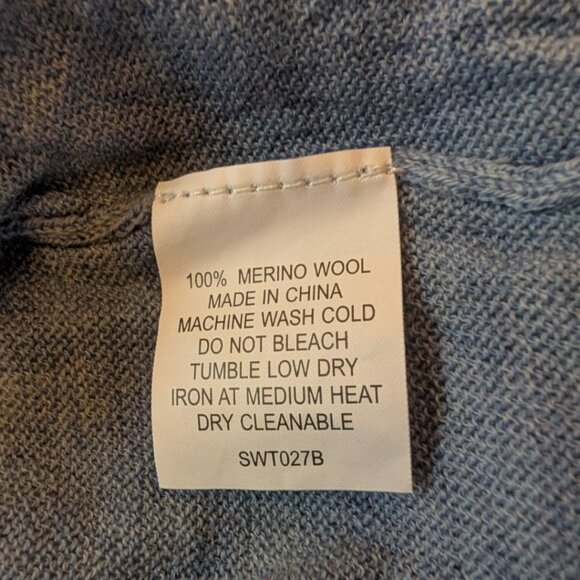 100% MERINO WOOL
MADE IN CHINA
MACHINE WASH COLD
DO NOT BLEACH
TUMBLE LOW DRY
IRON AT MEDIUM HEAT
DRY CLEANABLE
SWT027B